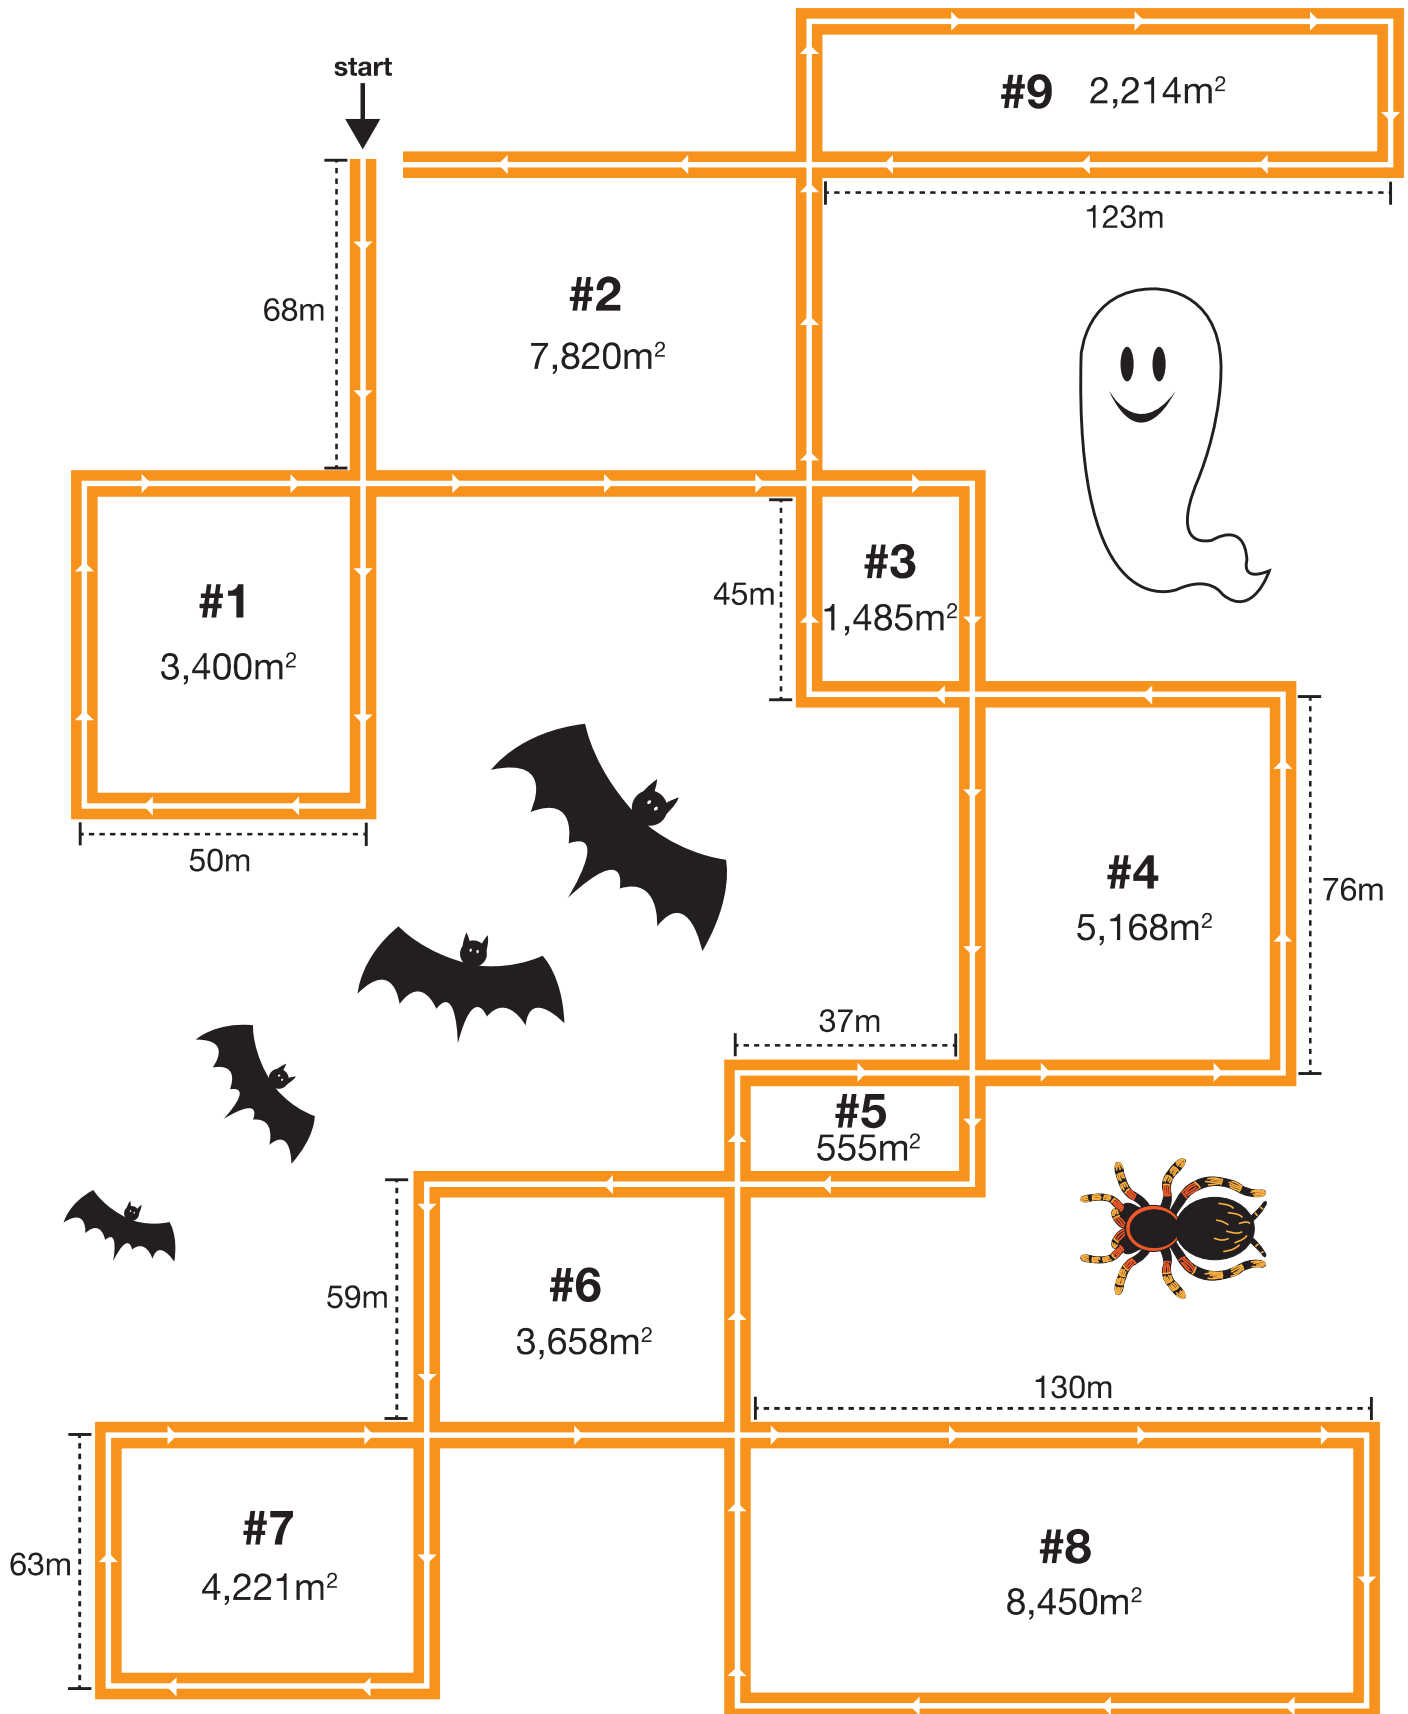 start
#9 2,214m²
123m
68m
#2
7,820m²
#3
45m
1,485m²
#1
3,400m²
50m
#4
76m
5,168m²
37m
#5
555m²
59m
#6
3,658m²
130m
#7
63m
4,221m²
#8
8,450m²